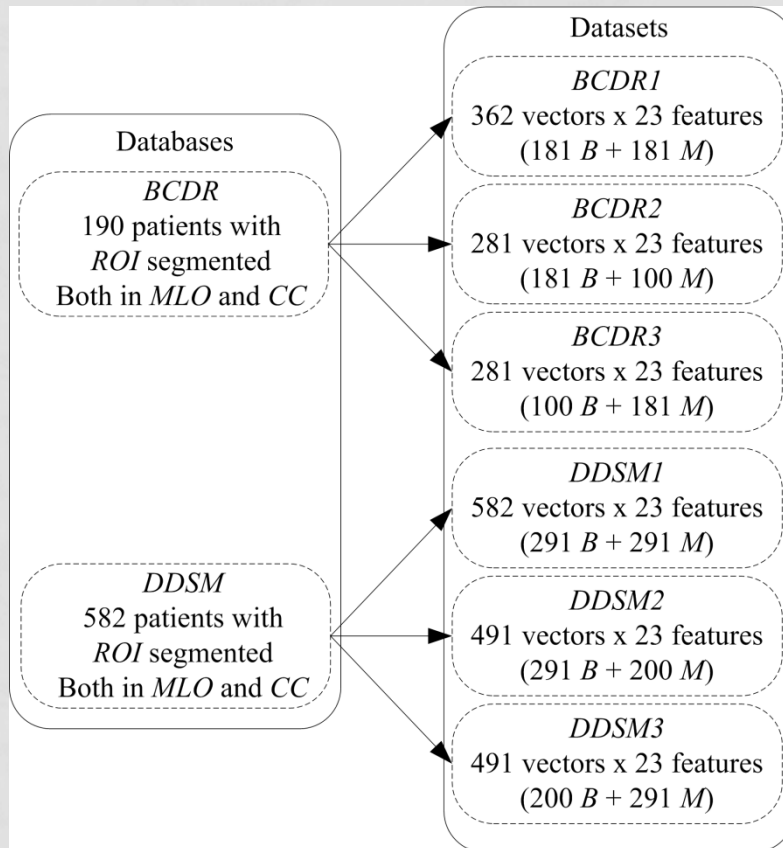 Databases
BCDR
190 patients with
ROI segmented
Both in MLO and CC
DDSM
582 patients with
ROI segmented
Both in MLO and CC
Datasets
BCDR1
362 vectors x 23 features
(181 B + 181 M)
BCDR2
281 vectors x 23 features
(181 B + 100 M)
BCDR3
281 vectors x 23 features
(100 B + 181 M)
DDSM1
582 vectors x 23 features
(291 B + 291 M)
DDSM2
491 vectors x 23 features
(291 B + 200 M)
DDSM3
491 vectors x 23 features
(200 B + 291 M)